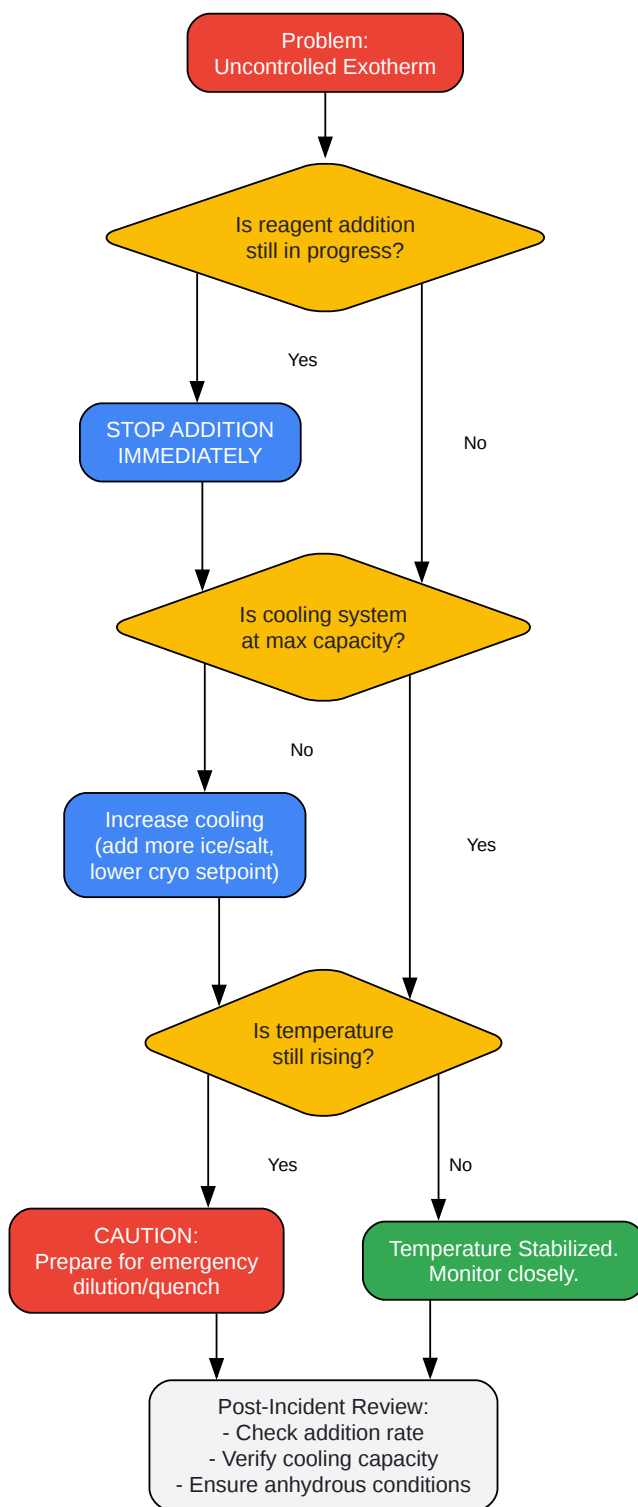 Problem:
Uncontrolled Exotherm
Is reagent addition
still in progress?
Yes
STOP ADDITION
IMMEDIATELY
No
Is cooling system
at max capacity?
No
Increase cooling
(add more ice/salt,
lower cryo setpoint)
Yes
Is temperature
still rising?
Yes
No
CAUTION:
Prepare for emergency
dilution/quench
Temperature Stabilized.
Monitor closely.
Post-Incident Review:
- Check addition rate
- Verify cooling capacity
- Ensure anhydrous conditions